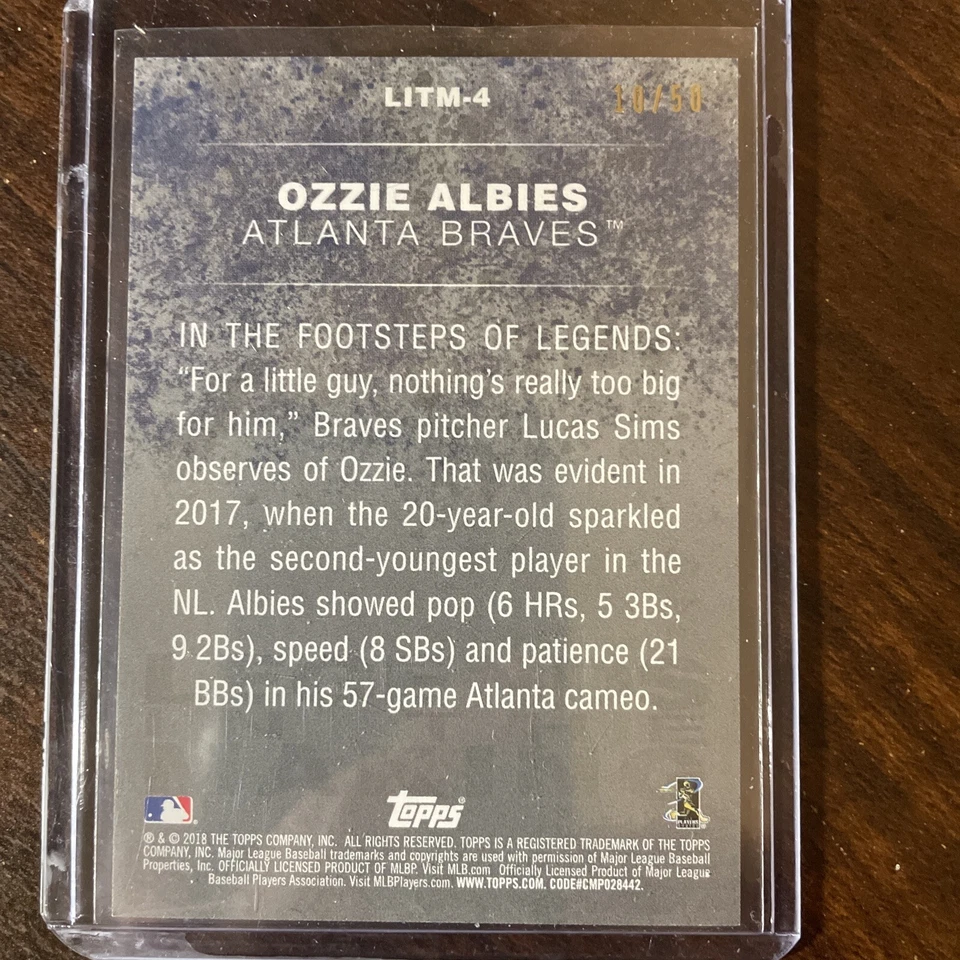 LITM-4
10/50
OZZIE ALBIES
ATLANTA BRAVES™
IN THE FOOTSTEPS OF LEGENDS:
“For a little guy, nothing’s really too big
for him,” Braves pitcher Lucas Sims
observes of Ozzie. That was evident in
2017, when the 20-year-old sparkled
as the second-youngest player in the
NL. Albies showed pop (6 HRs, 5 3Bs,
9 2Bs), speed (8 SBs) and patience (21
BBs) in his 57-game Atlanta cameo.
topps®
® & © 2018 THE TOPPS COMPANY, INC. ALL RIGHTS RESERVED. TOPPS IS A REGISTERED TRADEMARK OF THE TOPPS
COMPANY, INC. Major League Baseball trademarks and copyrights are used with permission of Major League Baseball
Properties, Inc. OFFICIALLY LICENSED PRODUCT OF MLBP. Visit MLB.com Officially Licensed Product of Major League
Baseball Players Association. Visit MLBPlayers.com. WWW.TOPPS.COM. CODE#CMP028442.